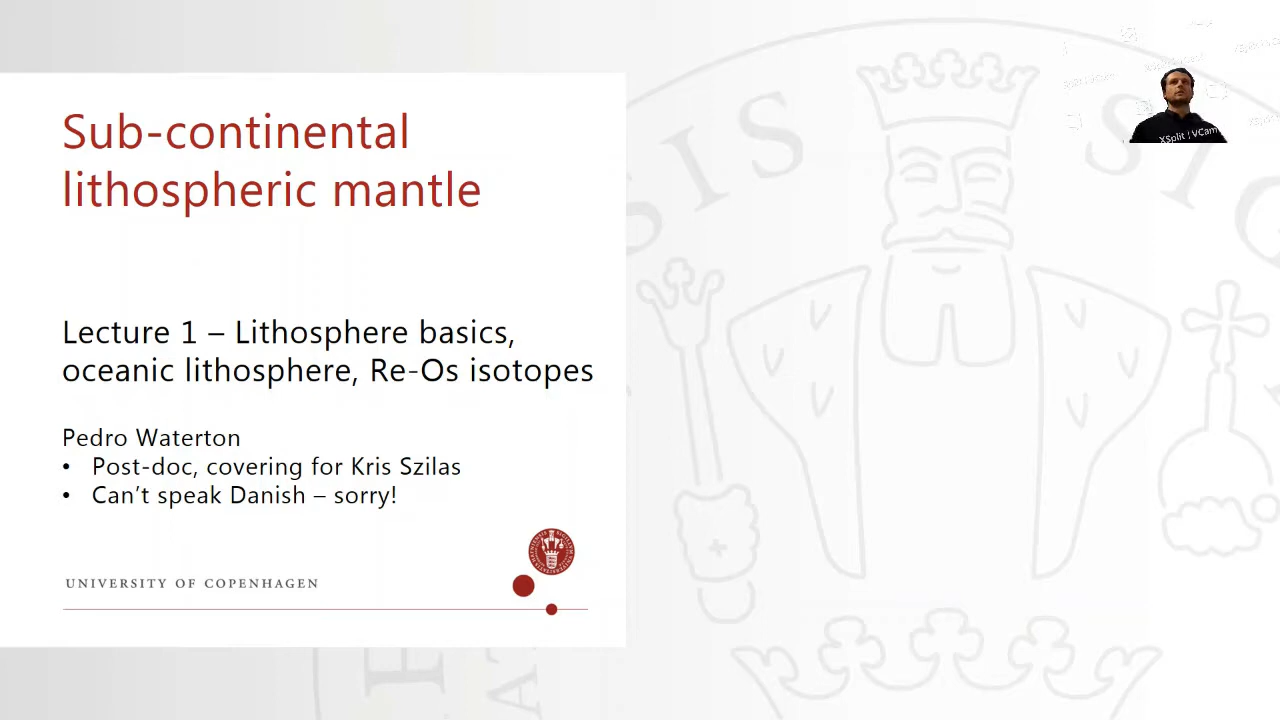 Sub-continental
lithospheric mantle
Lecture 1 – Lithosphere basics,
oceanic lithosphere, Re-Os isotopes
Pedro Waterton
• Post-doc, covering for Kris Szilas
• Can't speak Danish – sorry!
UNIVERSITY OF COPENHAGEN
XSplit | VCam